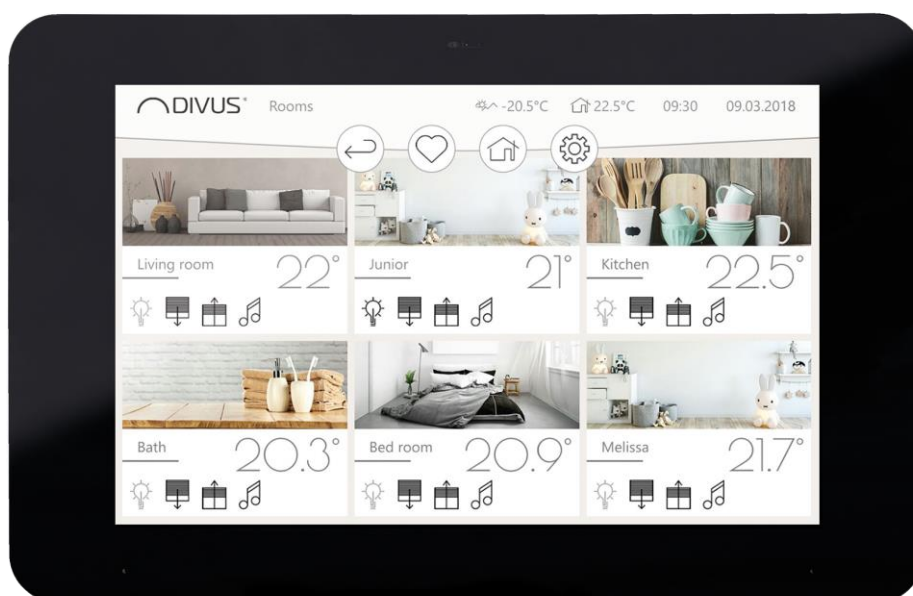 DIVUS® Rooms -20.5°C 22.5°C 09:30 09.03.2018
Living room 22°
Junior 21°
Kitchen 22.5°
Bath 20.3°
Bed room 20.9°
Melissa 21.7°